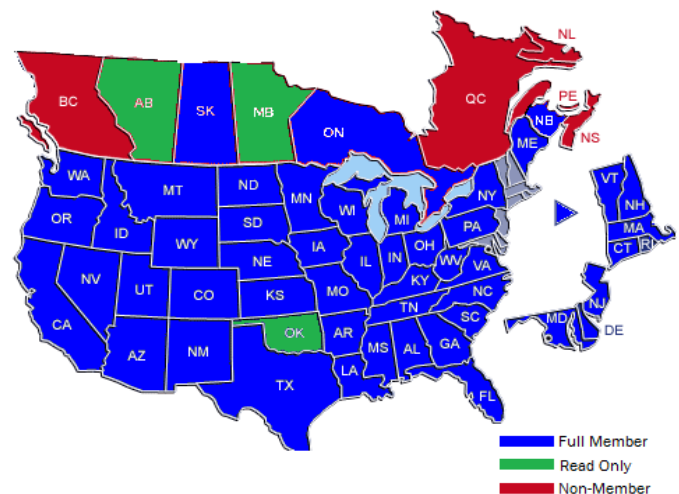 NL
BC
AB
SK
MB
ON
QC
PE
NB
NS
ME
WA
MT
ND
MN
OR
ID
SD
WI
MI
NY
VT
NH
WY
IA
PA
MA
CT
RI
NV
UT
CO
NE
IL
IN
OH
WV
VA
KS
MO
KY
NC
NJ
MD
DE
CA
AZ
NM
OK
AR
TN
SC
MS
AL
GA
TX
LA
FL
Full Member
Read Only
Non-Member